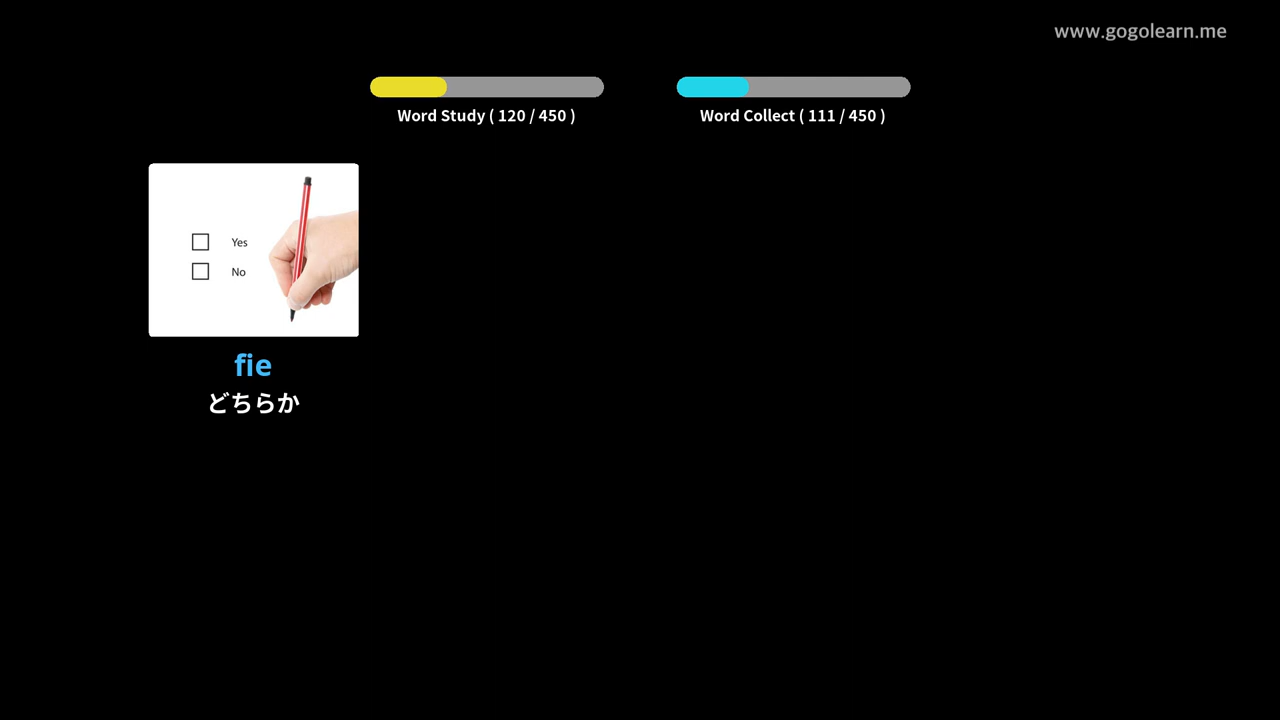 www.gogolearn.me
Word Study ( 120 / 450 )
Word Collect ( 111 / 450 )
Yes
No
fie
どちらか